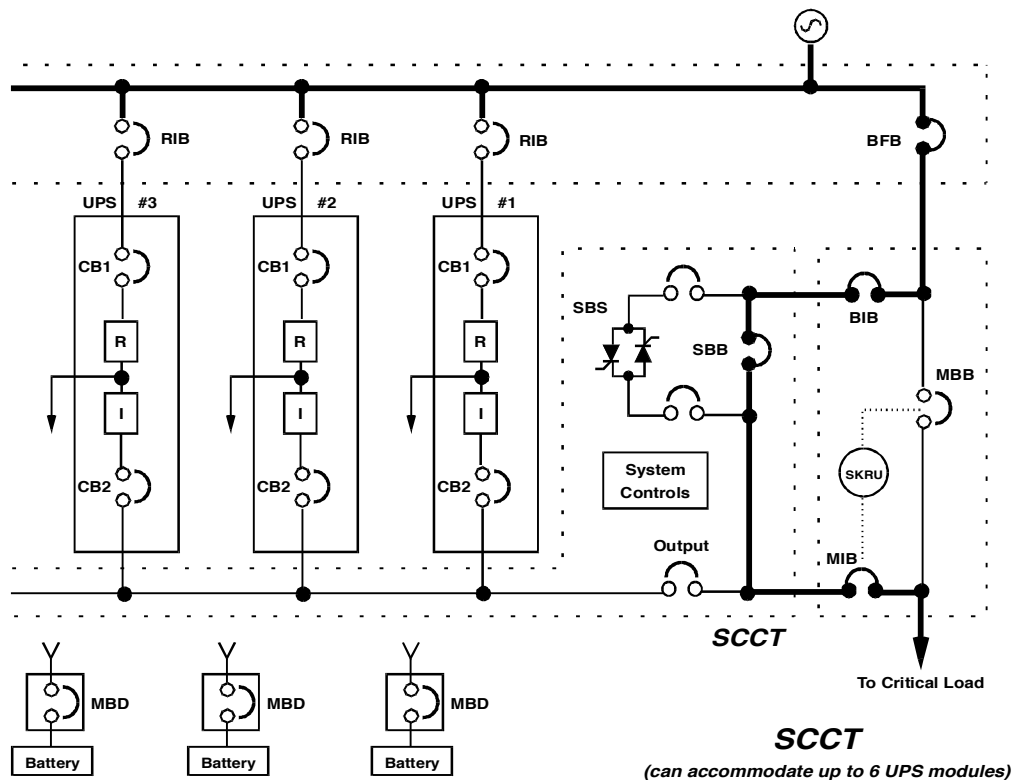 RIB
RIB
RIB
BFB
UPS #3
UPS #2
UPS #1
CB1
CB1
CB1
SBS
BIB
R
R
R
SBB
MBB
I
I
I
System
Controls
SKRU
CB2
CB2
CB2
Output
MIB
SCCT
To Critical Load
MBD
MBD
MBD
Battery
Battery
Battery
SCCT
(can accommodate up to 6 UPS modules)